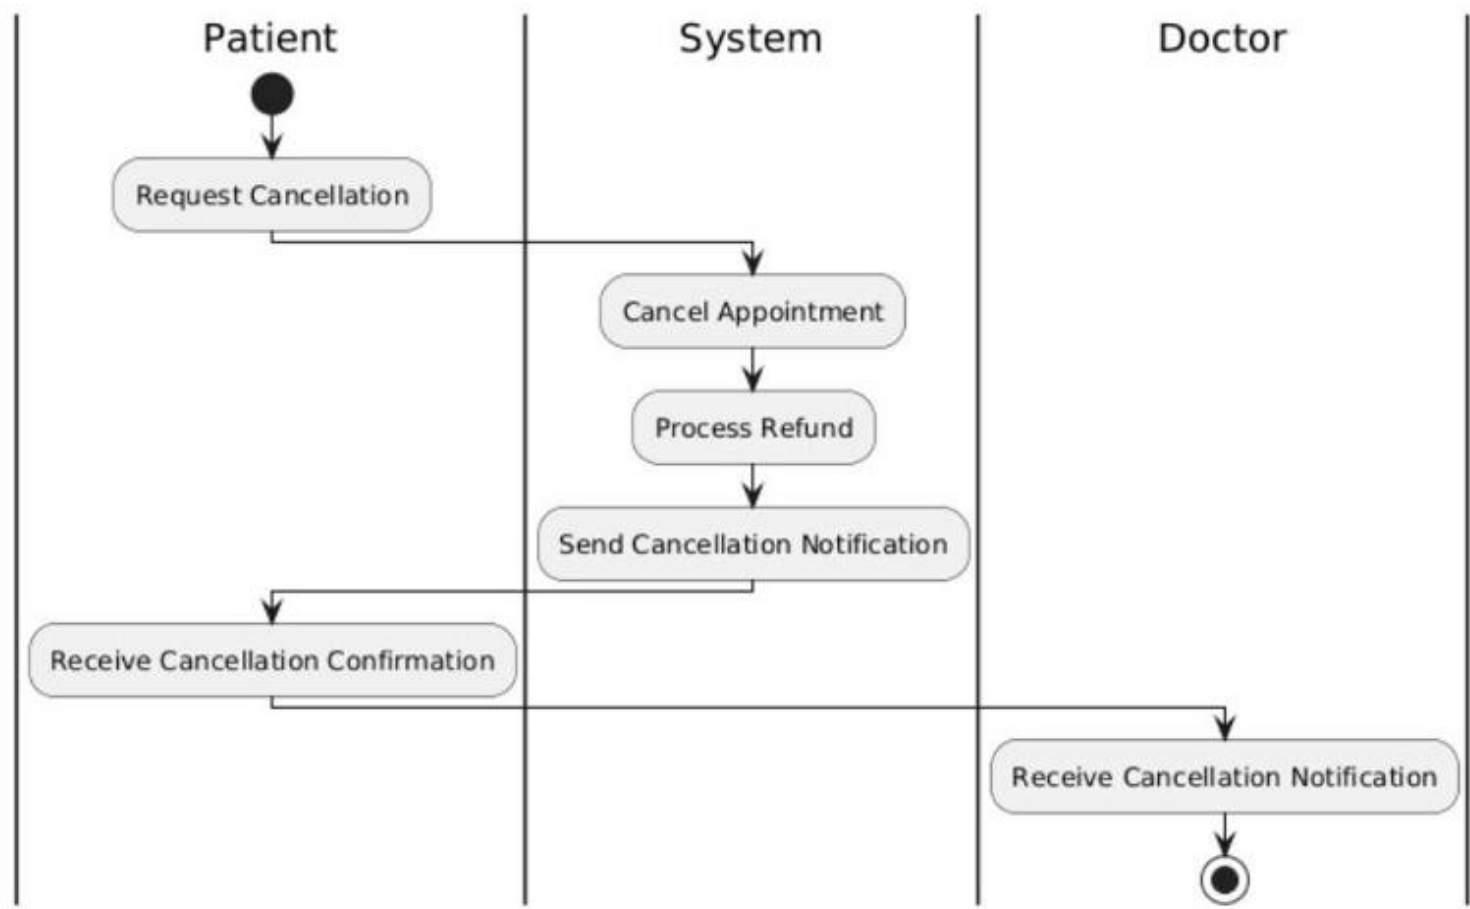 Patient
System
Doctor
Request Cancellation
Cancel Appointment
Process Refund
Send Cancellation Notification
Receive Cancellation Confirmation
Receive Cancellation Notification